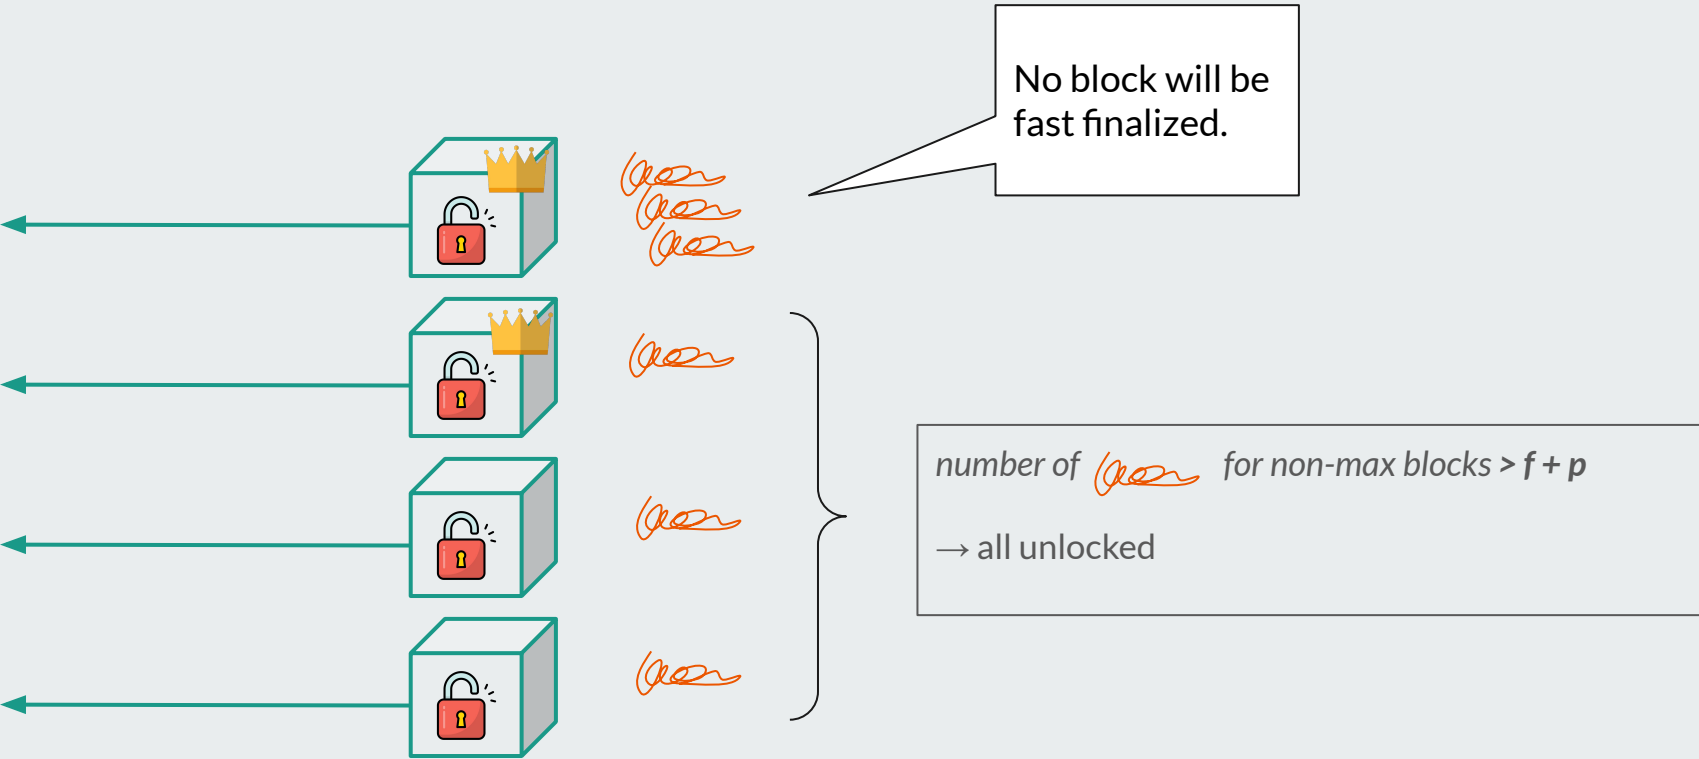 No block will be
fast finalized.
number of for non-max blocks > f + p
→ all unlocked